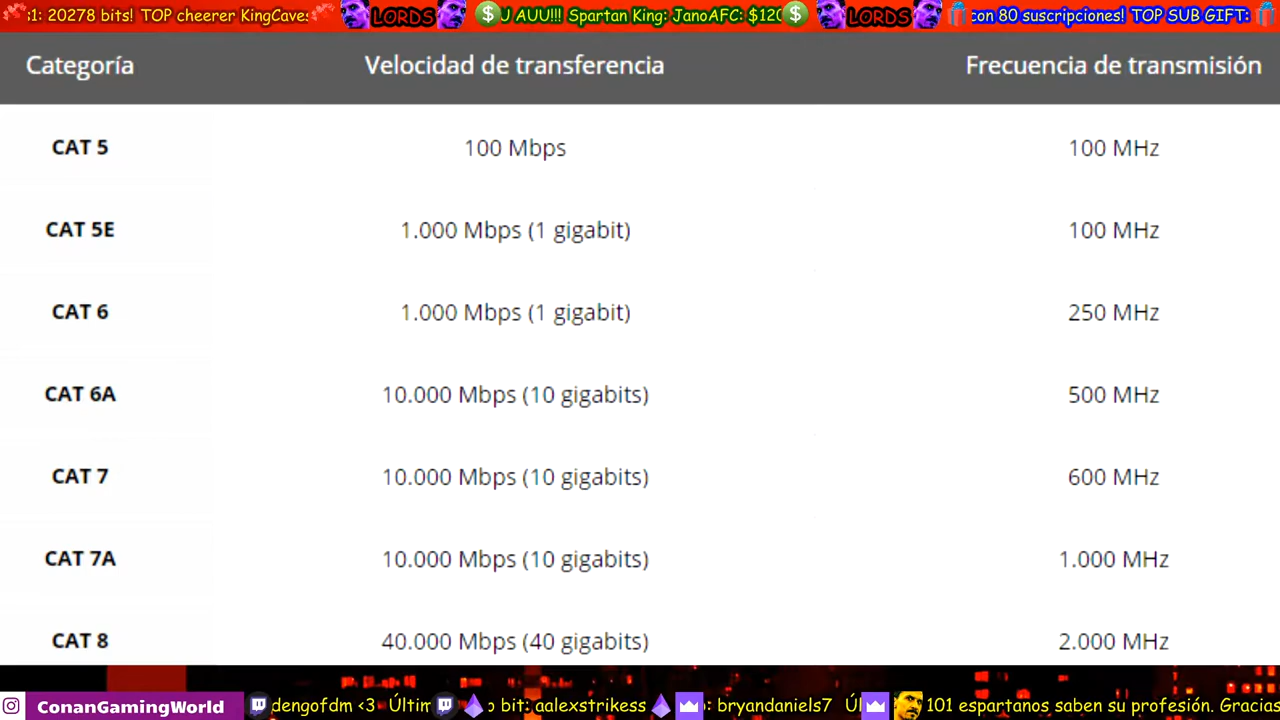 :1: 20278 bits! TOP cheerer KingCaves LORDS U AUU!!! Spartan King: JanoAFC: $120 LORDS con 80 suscripciones! TOP SUB GIFT:
Categoría Velocidad de transferencia Frecuencia de transmisión
CAT 5 100 Mbps 100 MHz
CAT 5E 1.000 Mbps (1 gigabit) 100 MHz
CAT 6 1.000 Mbps (1 gigabit) 250 MHz
CAT 6A 10.000 Mbps (10 gigabits) 500 MHz
CAT 7 10.000 Mbps (10 gigabits) 600 MHz
CAT 7A 10.000 Mbps (10 gigabits) 1.000 MHz
CAT 8 40.000 Mbps (40 gigabits) 2.000 MHz
ConanGamingWorld dengofdm <3 Últim o bit: aalexstrikess o: bryandaniels7 Úl 101 espartanos saben su profesión. Gracias